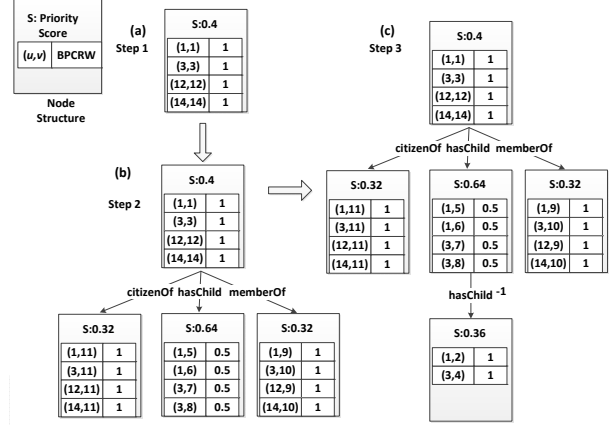 S: Priority
Score
(u,v) BPCRW
Node
Structure
(a)
Step 1
S:0.4
(1,1) 1
(3,3) 1
(12,12) 1
(14,14) 1
(b)
Step 2
S:0.4
(1,1) 1
(3,3) 1
(12,12) 1
(14,14) 1
citizenOf hasChild memberOf
S:0.32
(1,11) 1
(3,11) 1
(12,11) 1
(14,11) 1
S:0.64
(1,5) 0.5
(1,6) 0.5
(3,7) 0.5
(3,8) 0.5
S:0.32
(1,9) 1
(3,10) 1
(12,9) 1
(14,10) 1
(c)
Step 3
S:0.4
(1,1) 1
(3,3) 1
(12,12) 1
(14,14) 1
citizenOf hasChild memberOf
S:0.32
(1,11) 1
(3,11) 1
(12,11) 1
(14,11) 1
S:0.64
(1,5) 0.5
(1,6) 0.5
(3,7) 0.5
(3,8) 0.5
S:0.32
(1,9) 1
(3,10) 1
(12,9) 1
(14,10) 1
hasChild -1
S:0.36
(1,2) 1
(3,4) 1